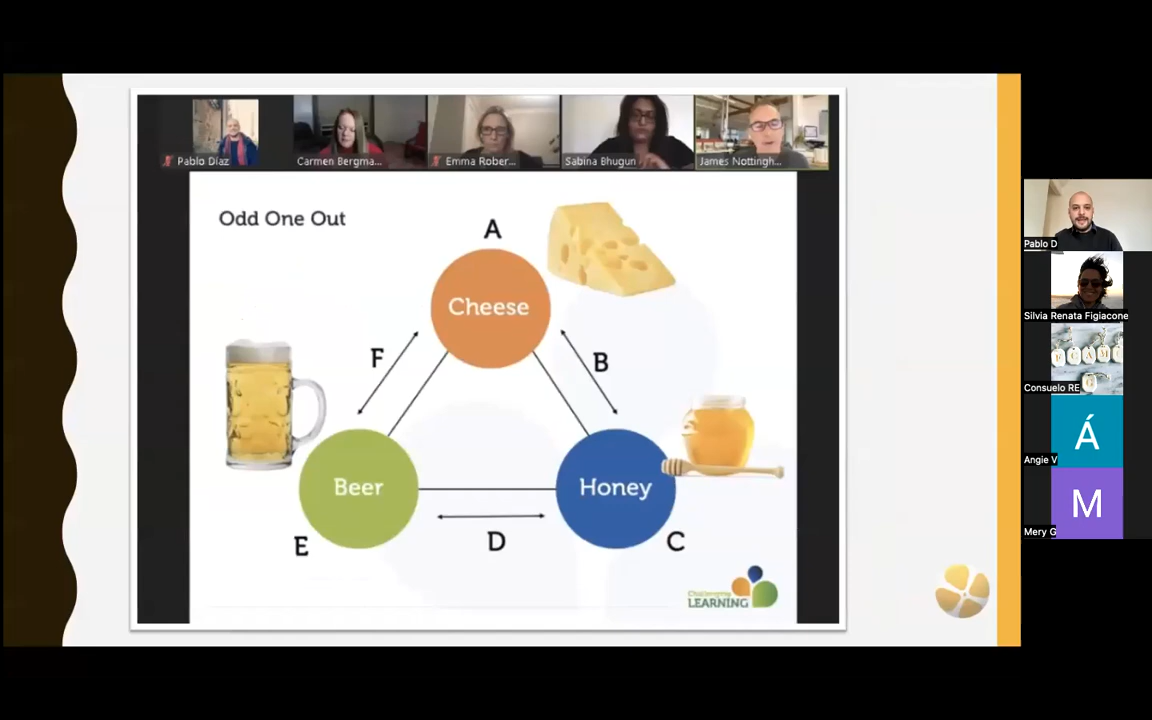 Pablo Díaz
Carmen Bergma...
Emma Rober...
Sabina Bhugun
James Nottingh...
Odd One Out
A
Cheese
F
B
Beer
Honey
E
D
C
Challenging
LEARNING
Pablo D
Silvia Renata Figiacone
Consuelo RE
Angie V
Á
Mery G
M